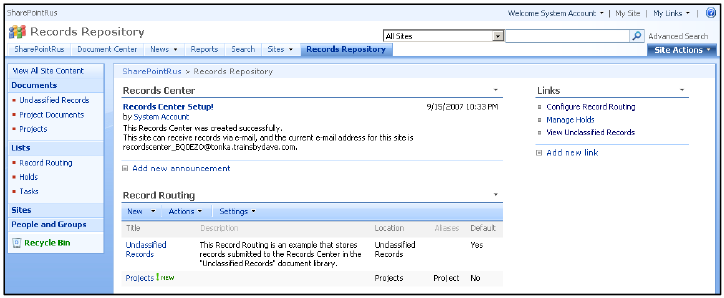 SharePointRus
Welcome System Account | My Site | My Links |
Records Repository
All Sites
Advanced Search
SharePointRus Document Center News Reports Search Sites Records Repository
Site Actions
View All Site Content
Documents
Unclassified Records
Project Documents
Projects
Lists
Record Routing
Holds
Tasks
Sites
People and Groups
Recycle Bin
SharePointRus > Records Repository
Records Center
Records Center Setup! 9/15/2007 10:33 PM
by System Account
This Records Center was created successfully.
This site can receive records via e-mail, and the current e-mail address for this site is
recordscenter_BQDEZO@tonka.trainsbydave.com.
Add new announcement
Record Routing
New Actions Settings
Title Description Location Aliases Default
Unclassified This Record Routing is an example that stores Unclassified Yes
Records records submitted to the Records Center in the Records
"Unclassified Records" document library.
Projects ! NEW Projects Project No
Links
Configure Record Routing
Manage Holds
View Unclassified Records
Add new link